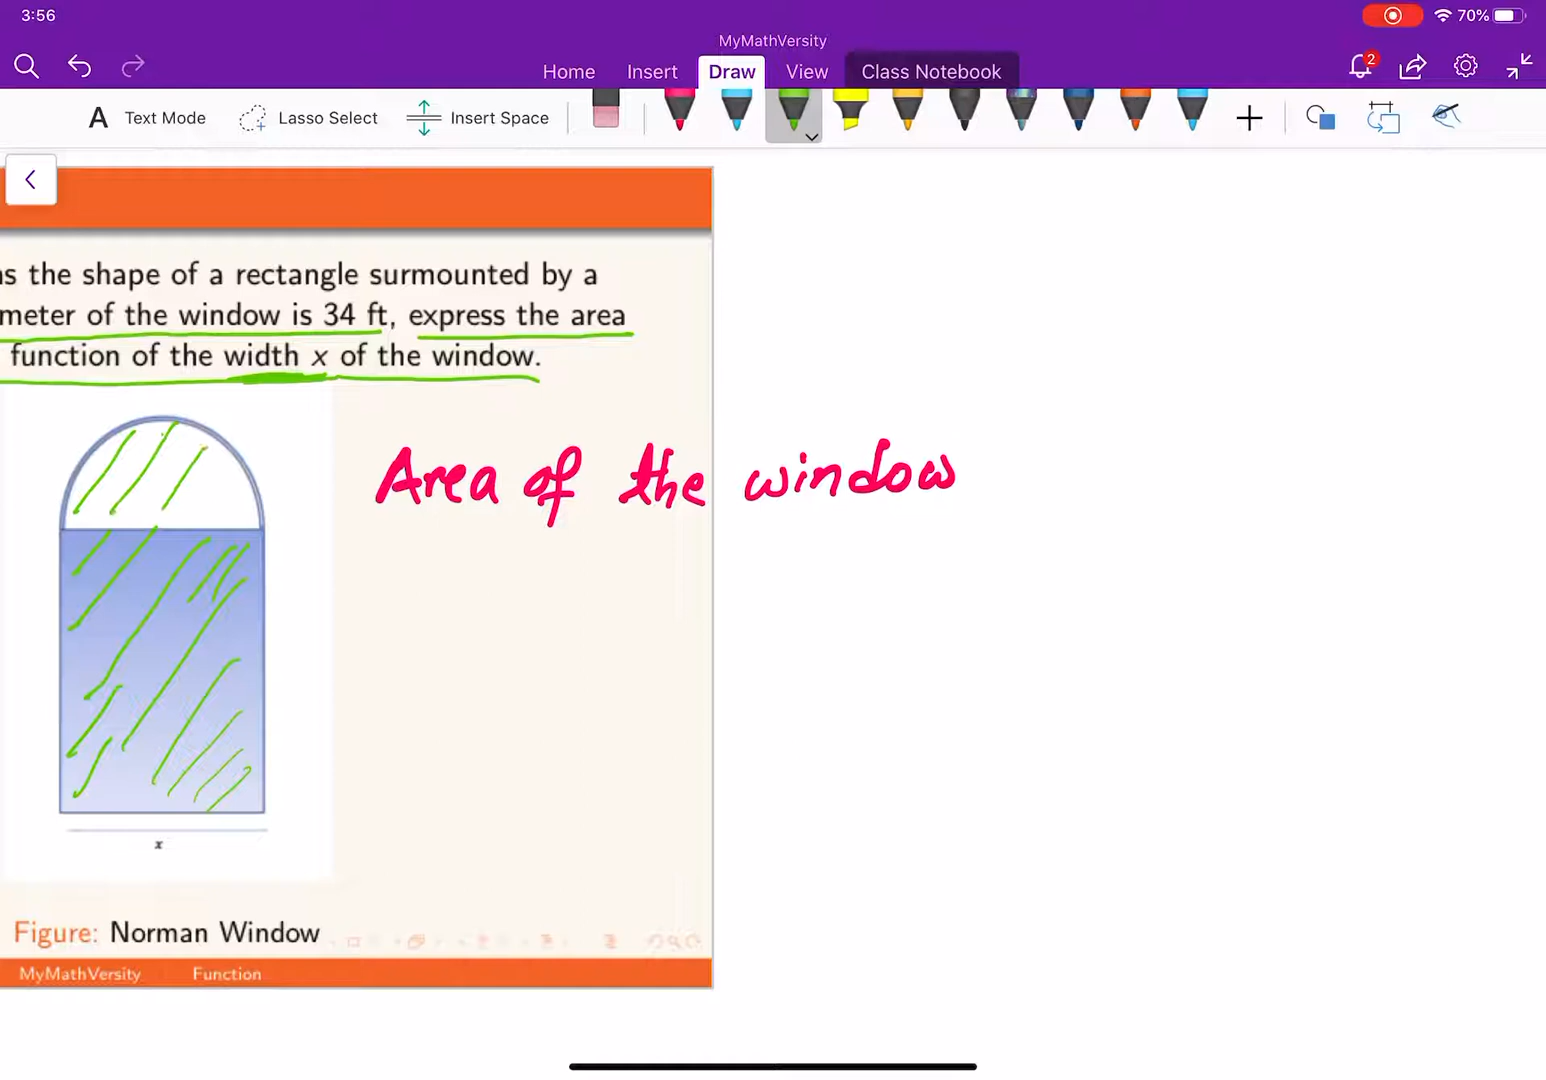 3:56
70%
MyMathVersity
2
Home Insert Draw View Class Notebook
A Text Mode Lasso Select Insert Space
as the shape of a rectangle surmounted by a
meter of the window is 34 ft, express the area
function of the width x of the window.
Area of the window
x
Figure: Norman Window
MyMathVersity Function